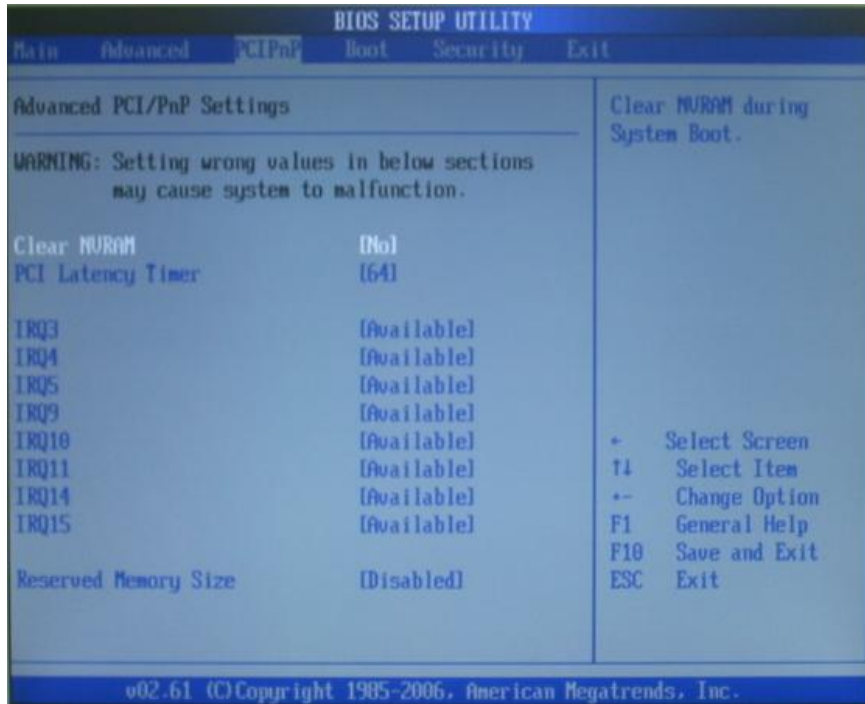 BIOS SETUP UTILITY
Main Advanced PCIPnP Boot Security Exit
Advanced PCI/PnP Settings
WARNING: Setting wrong values in below sections
may cause system to malfunction.
Clear NVRAM [No]
PCI Latency Timer [64]
IRQ3 [Available]
IRQ4 [Available]
IRQ5 [Available]
IRQ9 [Available]
IRQ10 [Available]
IRQ11 [Available]
IRQ14 [Available]
IRQ15 [Available]
Reserved Memory Size [Disabled]
Clear NVRAM during
System Boot.
← Select Screen
↑↓ Select Item
+- Change Option
F1 General Help
F10 Save and Exit
ESC Exit
v02.61 (C)Copyright 1985-2006, American Megatrends, Inc.